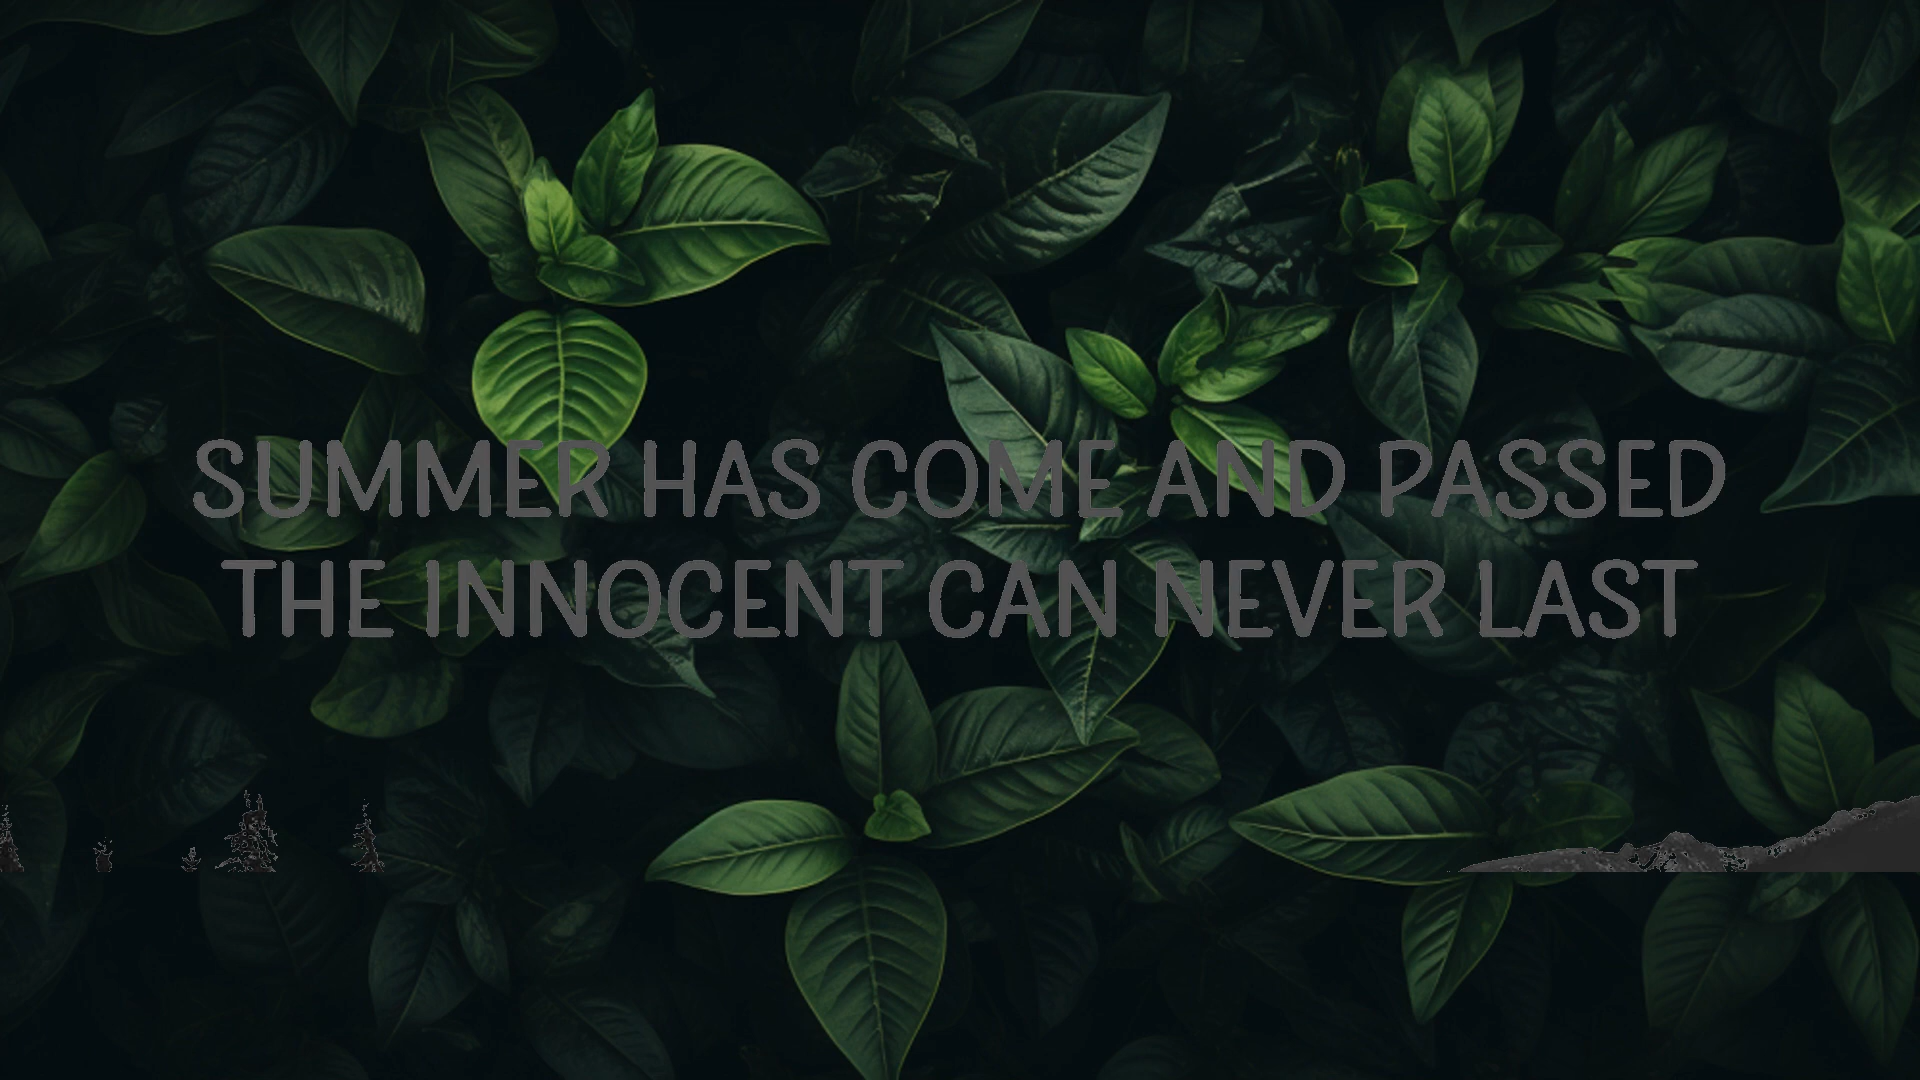 SUMMER HAS COME AND PASSED
THE INNOCENT CAN NEVER LAST